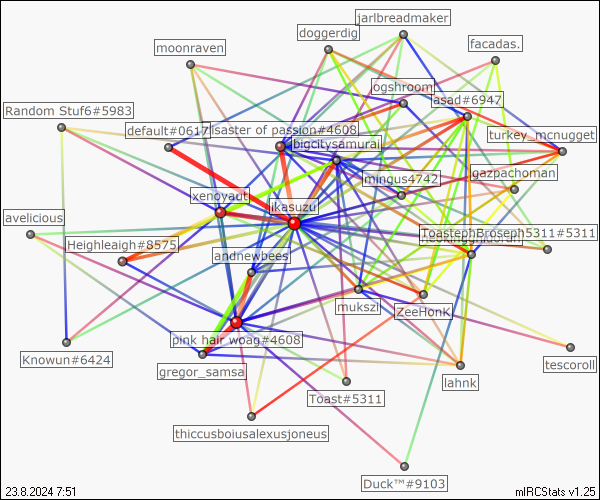 jarlbreadmaker
doggerdig
facadas.
moonraven
ogshroom
asad#6947
Random Stuf6#5983
default#0617
laster of passion#4608
turkey_mcnugget
bigcitysamurai
mingus4742
gazpachoman
xenoyaut
ikasuzu
avelicious
ToastephBroseph5311#5311
Heighleaigh#8575
andnewbees
mukszi
ZeeHonk
pink hair woag#4608
Knowun#6424
gregor_samsa
tescoroll
lahnk
Toast#5311
thiccusboiusalexusjoneus
Duck™#9103
23.8.2024 7:51
mIRCStats v1.25